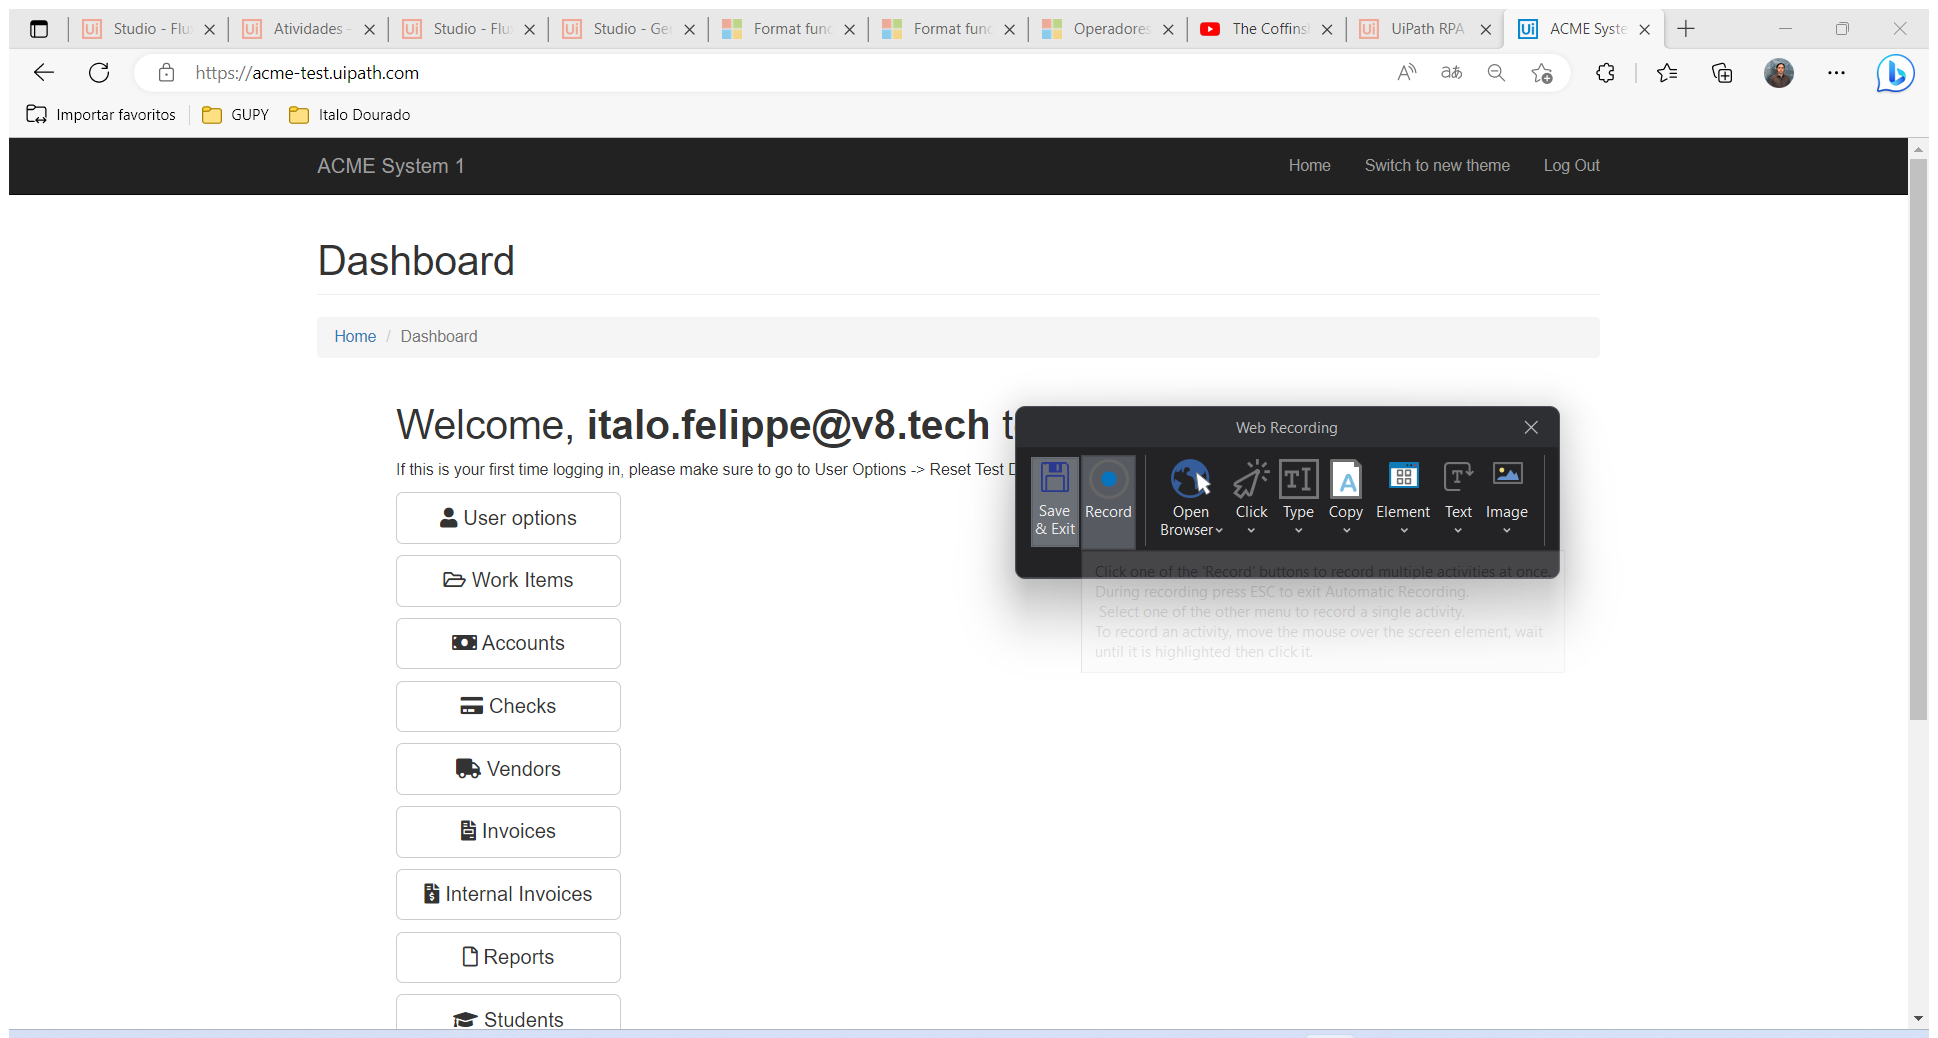 Studio - Flu
Atividades -
Studio - Flu
Studio - Ger
Format func
Format func
Operadores
The Coffins
UiPath RPA
ACME Syste
https://acme-test.uipath.com
Importar favoritos
GUPY
Italo Dourado
ACME System 1
Home
Switch to new theme
Log Out
Dashboard
Home / Dashboard
Welcome, italo.felippe@v8.tech t
If this is your first time logging in, please make sure to go to User Options -> Reset Test D
User options
Work Items
Accounts
Checks
Vendors
Invoices
Internal Invoices
Reports
Students
Web Recording
Save & Exit
Record
Open Browser
Click
Type
Copy
Element
Text
Image
Click one of the 'Record' buttons to record multiple activities at once.
During recording press ESC to exit Automatic Recording.
Select one of the other menu to record a single activity.
To record an activity, move the mouse over the screen element, wait
until it is highlighted then click it.